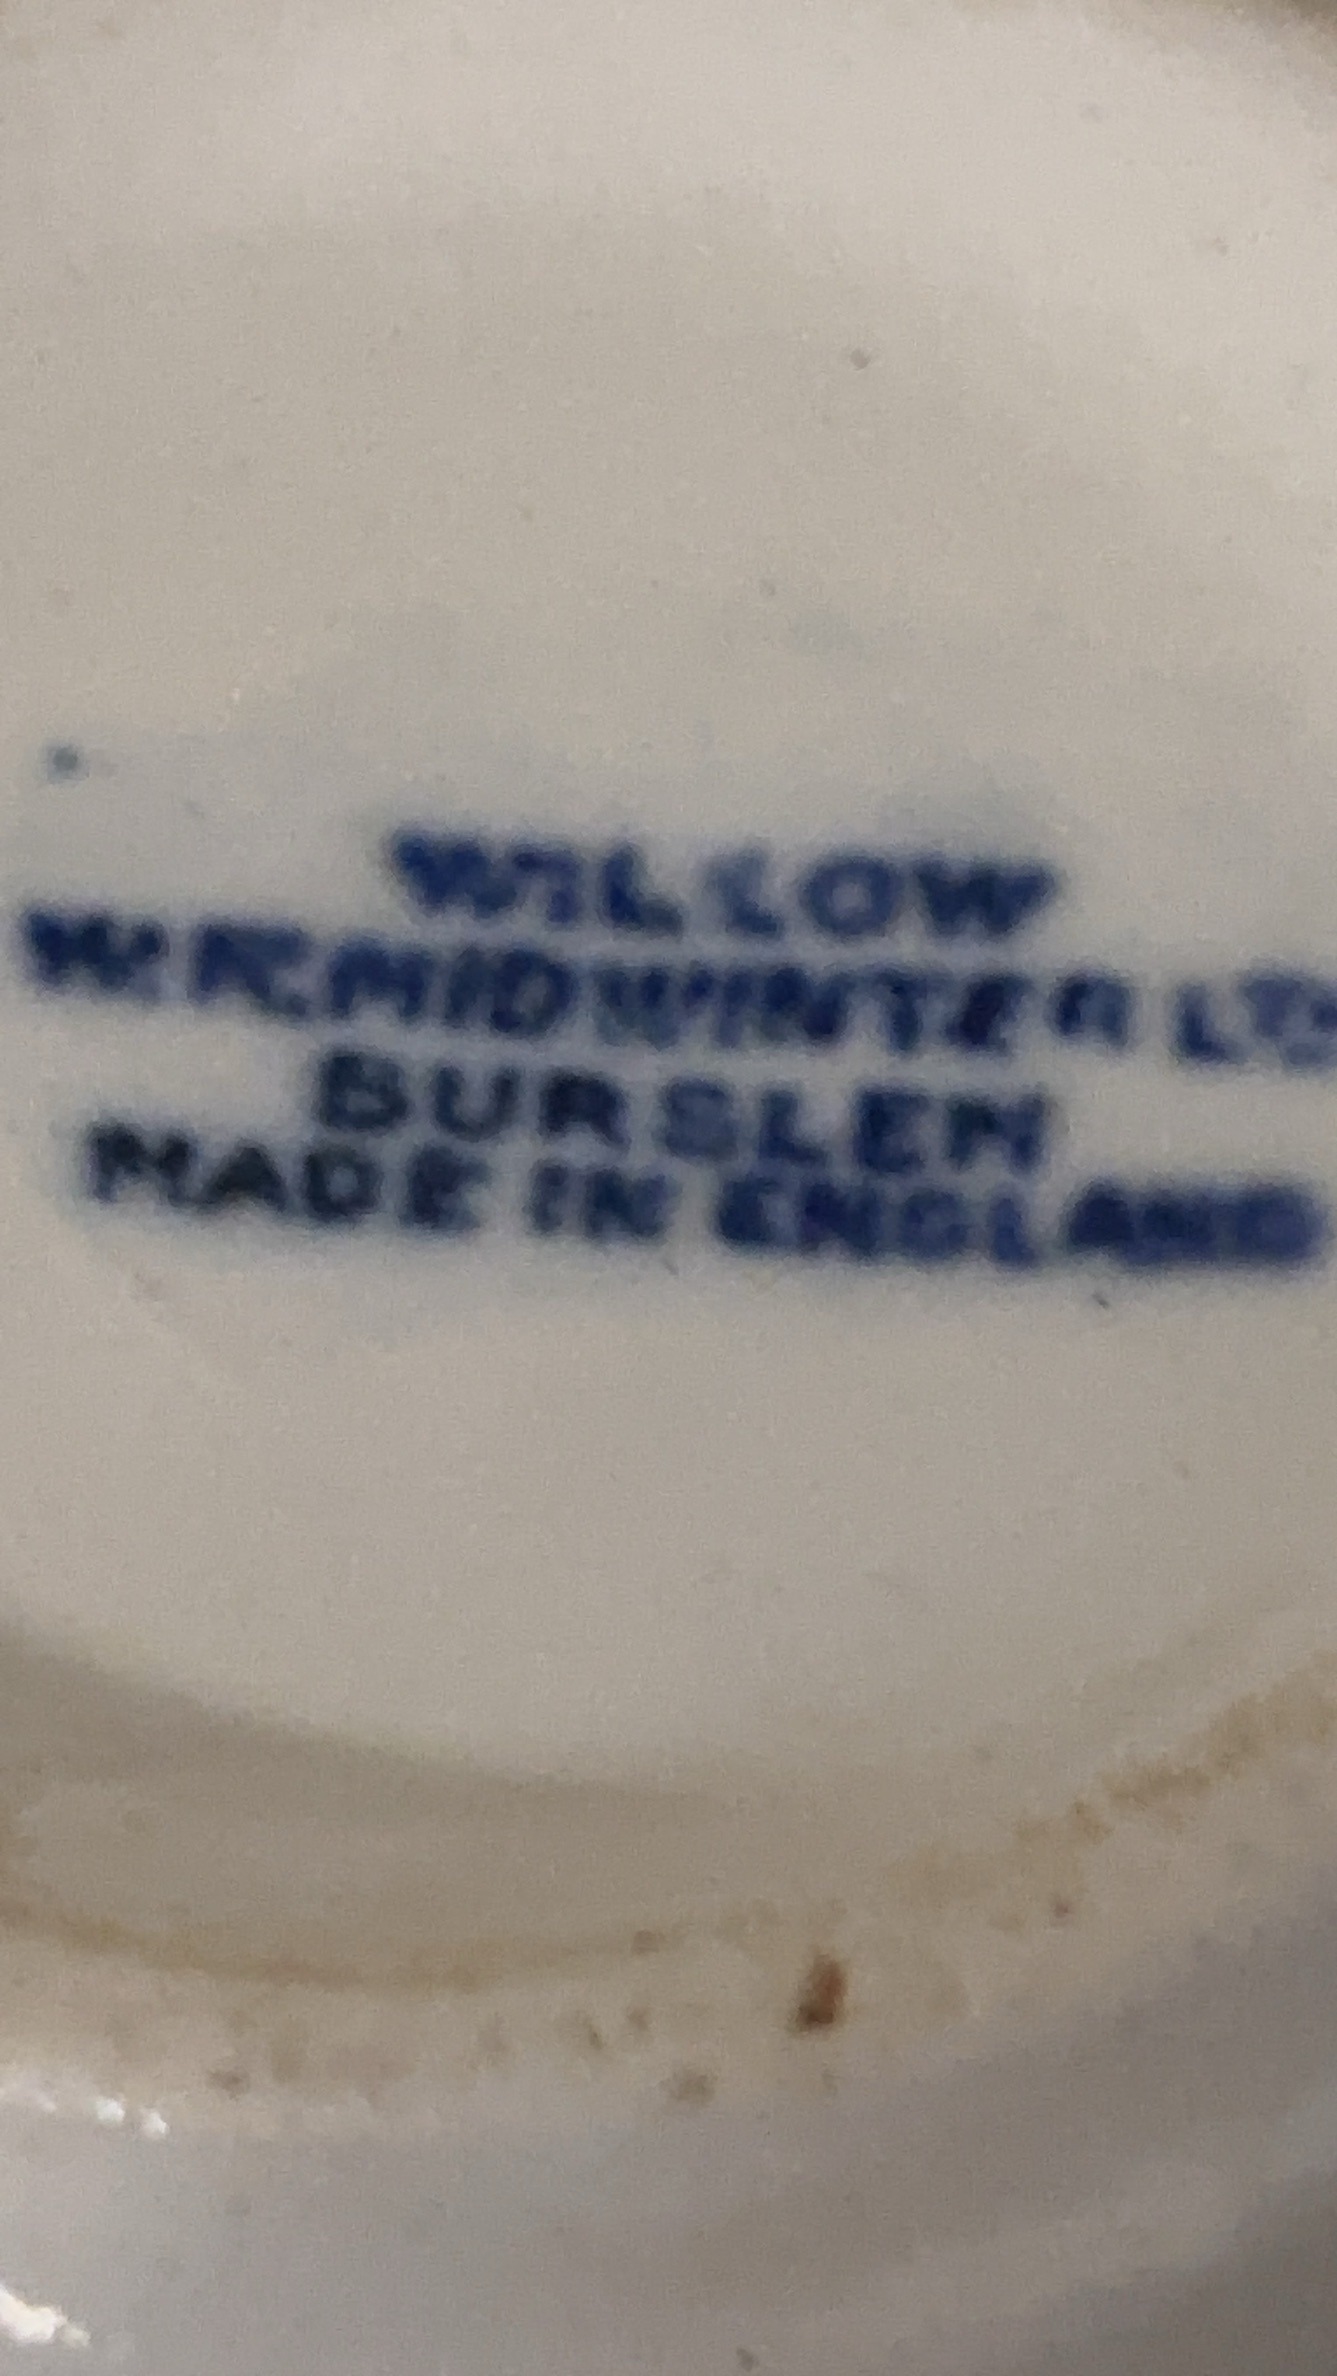 WILLOW
W.R.MIDWINTER LTD
BURSLEM
MADE IN ENGLAND